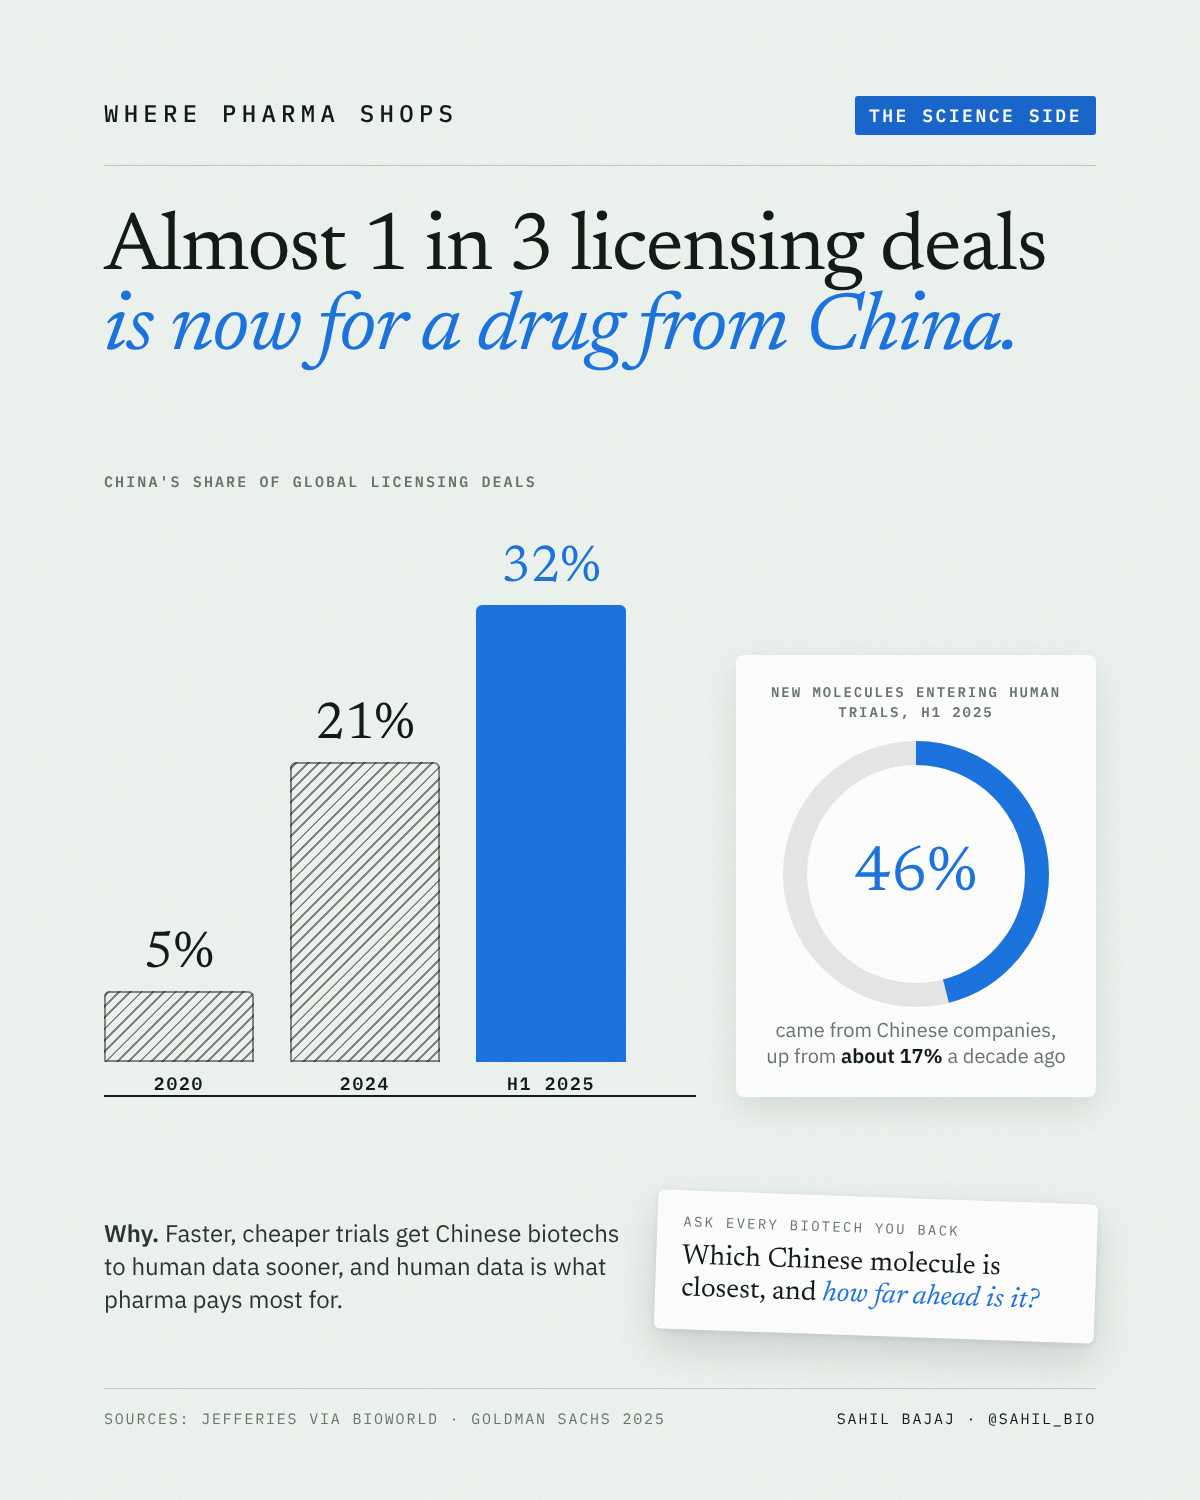 WHERE PHARMA SHOPS
THE SCIENCE SIDE
Almost 1 in 3 licensing deals
is now for a drug from China.
CHINA'S SHARE OF GLOBAL LICENSING DEALS
32%
21%
5%
2020
2024
H1 2025
NEW MOLECULES ENTERING HUMAN
TRIALS, H1 2025
46%
came from Chinese companies,
up from about 17% a decade ago
Why. Faster, cheaper trials get Chinese biotechs
to human data sooner, and human data is what
pharma pays most for.
ASK EVERY BIOTECH YOU BACK
Which Chinese molecule is
closest, and how far ahead is it?
SOURCES: JEFFERIES VIA BIOWORLD · GOLDMAN SACHS 2025
SAHIL BAJAJ · @SAHIL_BIO